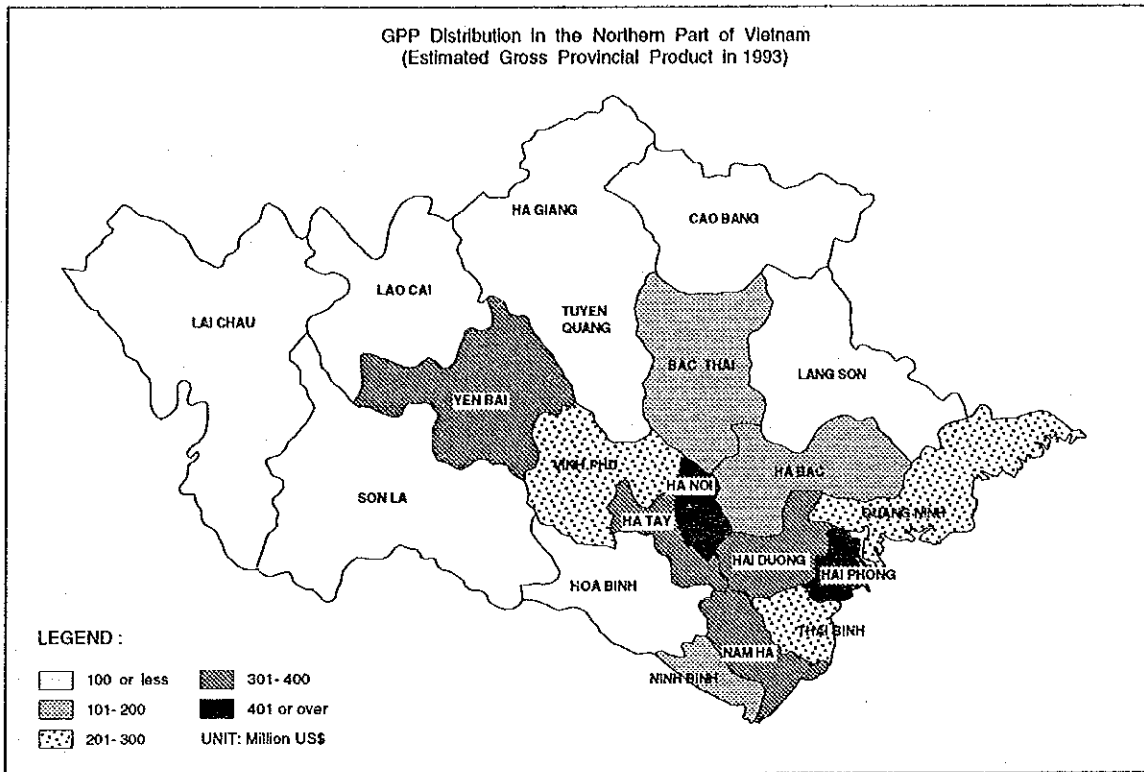 GPP Distribution in the Northern Part of Vietnam
(Estimated Gross Provincial Product in 1993)
HA GIANG
CAO BANG
LAO CAI
LAI CHAU
TUYEN
QUANG
BAC THAI
LANG SON
YEN BAI
VINH PHU
HA BAC
HA NOI
SON LA
QUANG NINH
HA TAY
HAI DUONG
HAI PHONG
HOA BINH
THAI BINH
NAM HA
NINH BINH
LEGEND :
100 or less
301- 400
101- 200
401 or over
201- 300
UNIT: Million US$